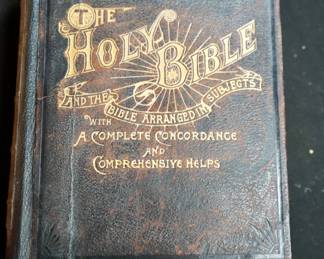 THE
HOLY BIBLE
AND THE BIBLE ARRANGED IN SUBJECTS
WITH
A COMPLETE CONCORDANCE
AND
COMPREHENSIVE HELPS